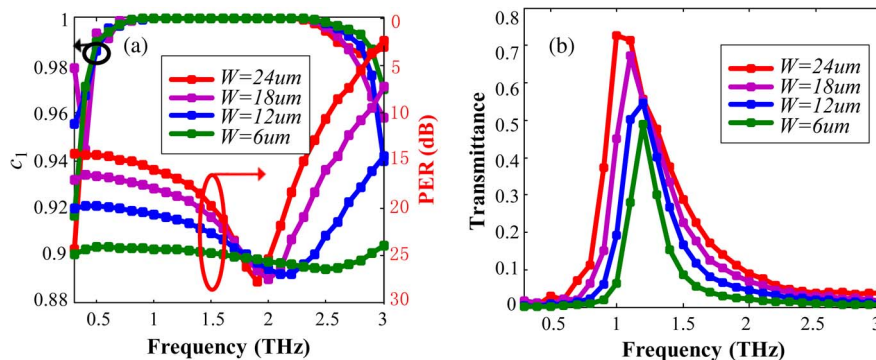 1
0.98
0.96
0.94
0.92
0.9
0.88
c1
(a)
W=24um
W=18um
W=12um
W=6um
0
5
10
15
20
25
30
PER (dB)
0.5
1
1.5
2
2.5
3
Frequency (THz)
0.8
0.7
0.6
0.5
0.4
0.3
0.2
0.1
0
Transmittance
(b)
W=24um
W=18um
W=12um
W=6um
0.5
1
1.5
2
2.5
3
Frequency (THz)